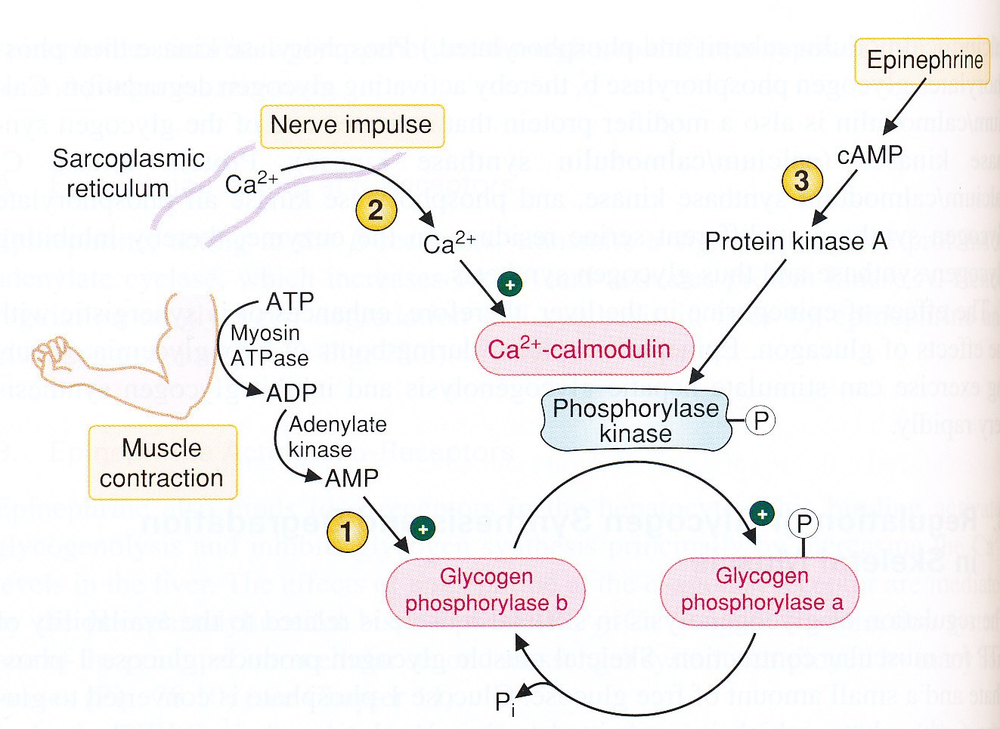 Epinephrine
Nerve impulse
Sarcoplasmic
reticulum
Ca²⁺
cAMP
3
2
Ca²⁺
Protein kinase A
+
ATP
Myosin
ATPase
ADP
Ca²⁺-calmodulin
Phosphorylase
kinase
P
Adenylate
kinase
AMP
Muscle
contraction
1
+
+
P
Glycogen
phosphorylase b
Glycogen
phosphorylase a
Pᵢ